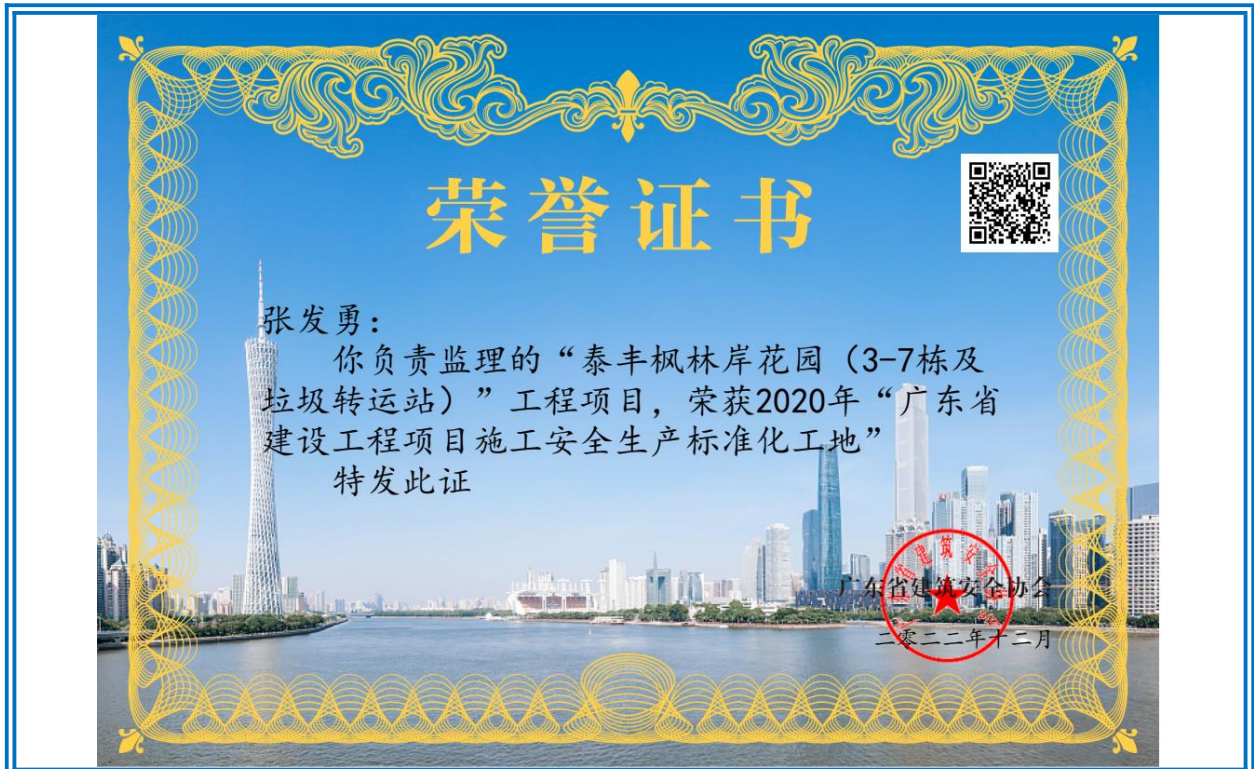 荣誉证书
张发勇：
你负责监理的“泰丰枫林岸花园（3-7栋及
垃圾转运站）”工程项目，荣获2020年“广东省
建设工程项目施工安全生产标准化工地”
特发此证
广东省建筑安全协会
二零二二年十二月